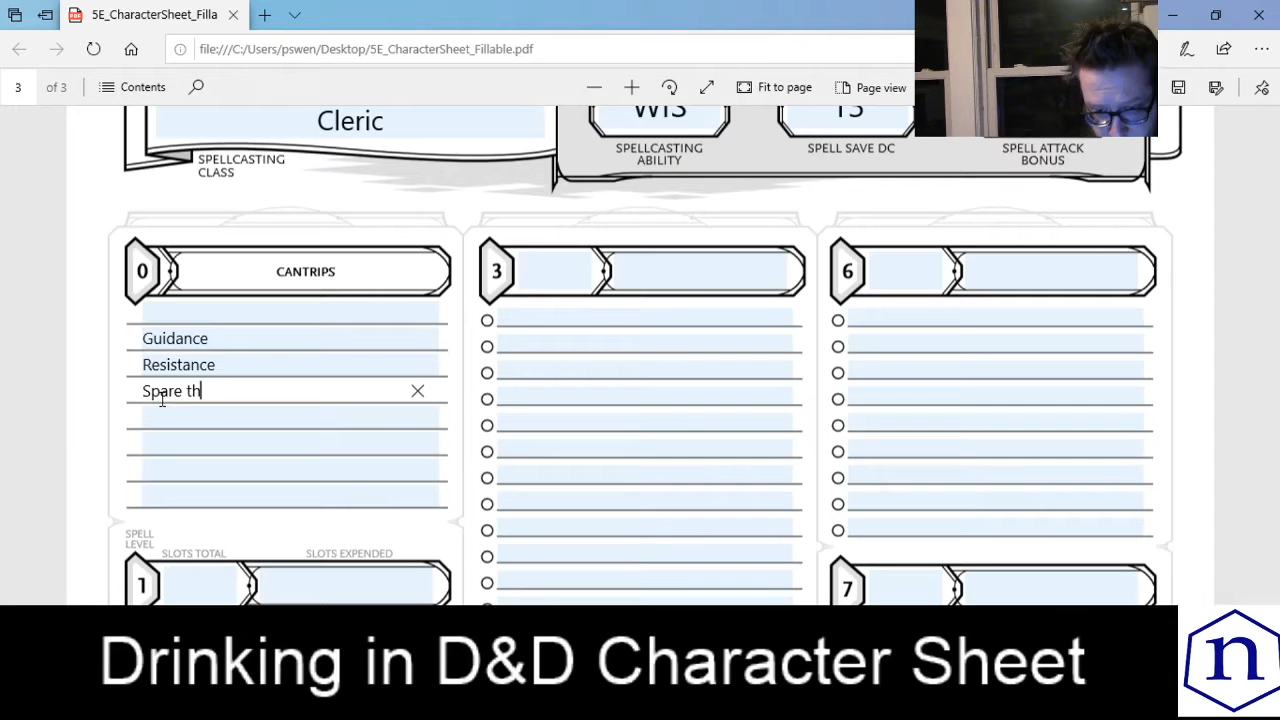 5E_CharacterSheet_Filla
file:///C:/Users/pswen/Desktop/5E_CharacterSheet_Fillable.pdf
3 of 3 Contents Fit to page Page view
Cleric WIS
SPELLCASTING CLASS
SPELLCASTING ABILITY
SPELL SAVE DC
SPELL ATTACK BONUS
0 CANTRIPS
3
6
Guidance
Resistance
Spare th
SPELL LEVEL
SLOTS TOTAL
SLOTS EXPENDED
1
7
Drinking in D&D Character Sheet
n